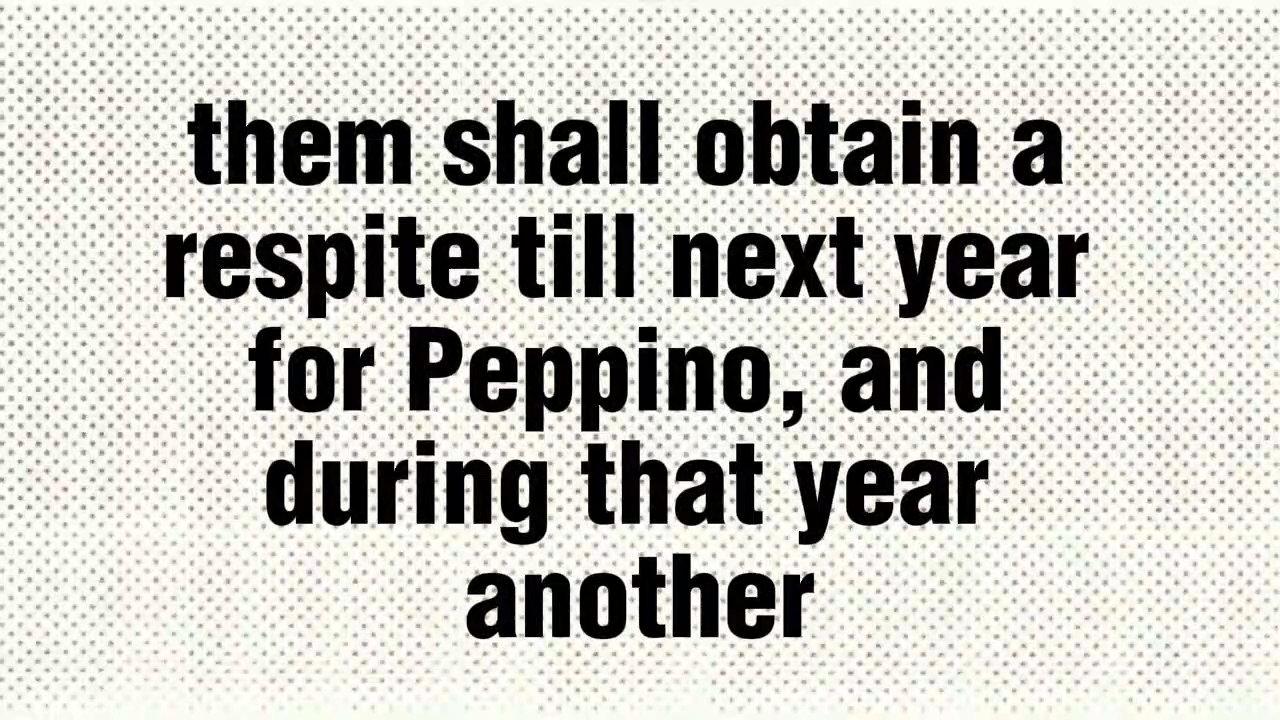 them shall obtain a
respite till next year
for Peppino, and
during that year
another